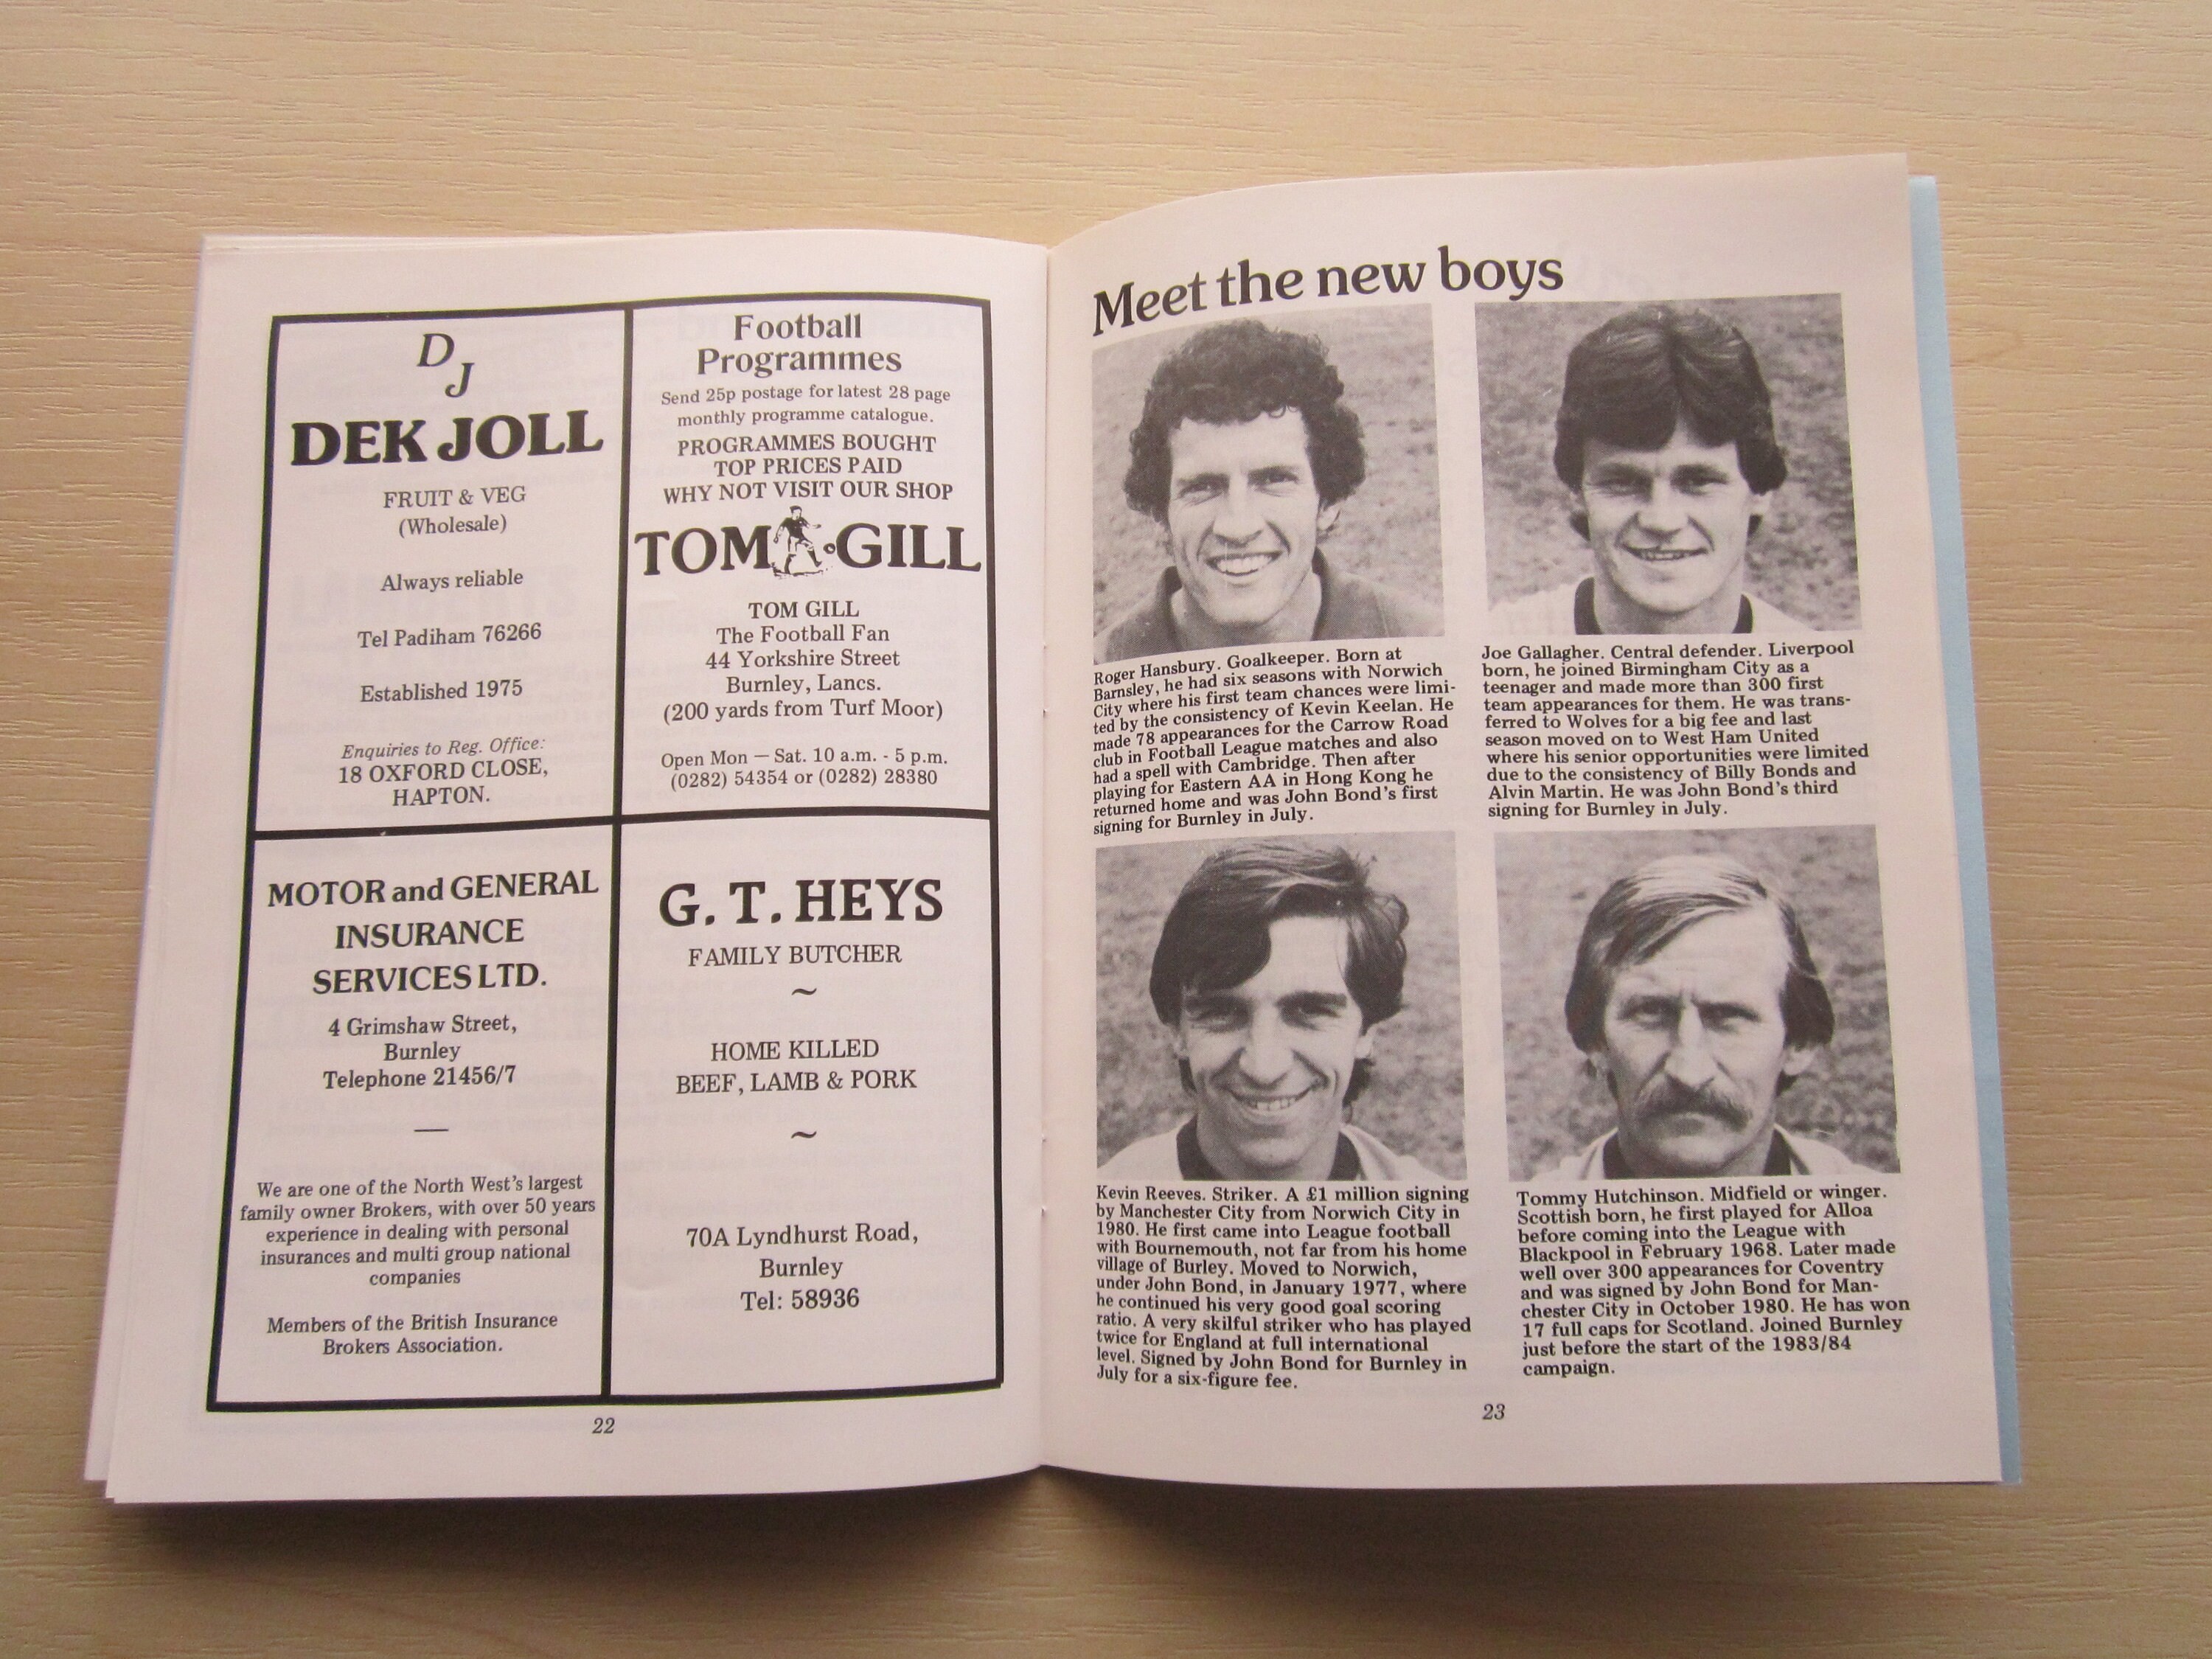 D
J
DEK JOLL
FRUIT & VEG
(Wholesale)
Always reliable
Tel Padiham 76266
Established 1975
Enquiries to Reg. Office:
18 OXFORD CLOSE,
HAPTON.
Football
Programmes
Send 25p postage for latest 28 page
monthly programme catalogue.
PROGRAMMES BOUGHT
TOP PRICES PAID
WHY NOT VISIT OUR SHOP
TOM GILL
TOM GILL
The Football Fan
44 Yorkshire Street
Burnley, Lancs.
(200 yards from Turf Moor)
Open Mon — Sat. 10 a.m. - 5 p.m.
(0282) 54354 or (0282) 28380
MOTOR and GENERAL
INSURANCE
SERVICES LTD.
4 Grimshaw Street,
Burnley
Telephone 21456/7
We are one of the North West's largest
family owner Brokers, with over 50 years
experience in dealing with personal
insurances and multi group national
companies
Members of the British Insurance
Brokers Association.
G. T. HEYS
FAMILY BUTCHER
~
HOME KILLED
BEEF, LAMB & PORK
~
70A Lyndhurst Road,
Burnley
Tel: 58936
22
Meet the new boys
Roger Hansbury. Goalkeeper. Born at
Barnsley, he had six seasons with Norwich
City where his first team chances were limi-
ted by the consistency of Kevin Keelan. He
made 78 appearances for the Carrow Road
club in Football League matches and also
had a spell with Cambridge. Then after
playing for Eastern AA in Hong Kong he
returned home and was John Bond's first
signing for Burnley in July.
Joe Gallagher. Central defender. Liverpool
born, he joined Birmingham City as a
teenager and made more than 300 first
team appearances for them. He was trans-
ferred to Wolves for a big fee and last
season moved on to West Ham United
where his senior opportunities were limited
due to the consistency of Billy Bonds and
Alvin Martin. He was John Bond's third
signing for Burnley in July.
Kevin Reeves. Striker. A £1 million signing
by Manchester City from Norwich City in
1980. He first came into League football
with Bournemouth, not far from his home
village of Burley. Moved to Norwich,
under John Bond, in January 1977, where
he continued his very good goal scoring
ratio. A very skilful striker who has played
twice for England at full international
level. Signed by John Bond for Burnley in
July for a six-figure fee.
Tommy Hutchinson. Midfield or winger.
Scottish born, he first played for Alloa
before coming into the League with
Blackpool in February 1968. Later made
well over 300 appearances for Coventry
and was signed by John Bond for Man-
chester City in October 1980. He has won
17 full caps for Scotland. Joined Burnley
just before the start of the 1983/84
campaign.
23